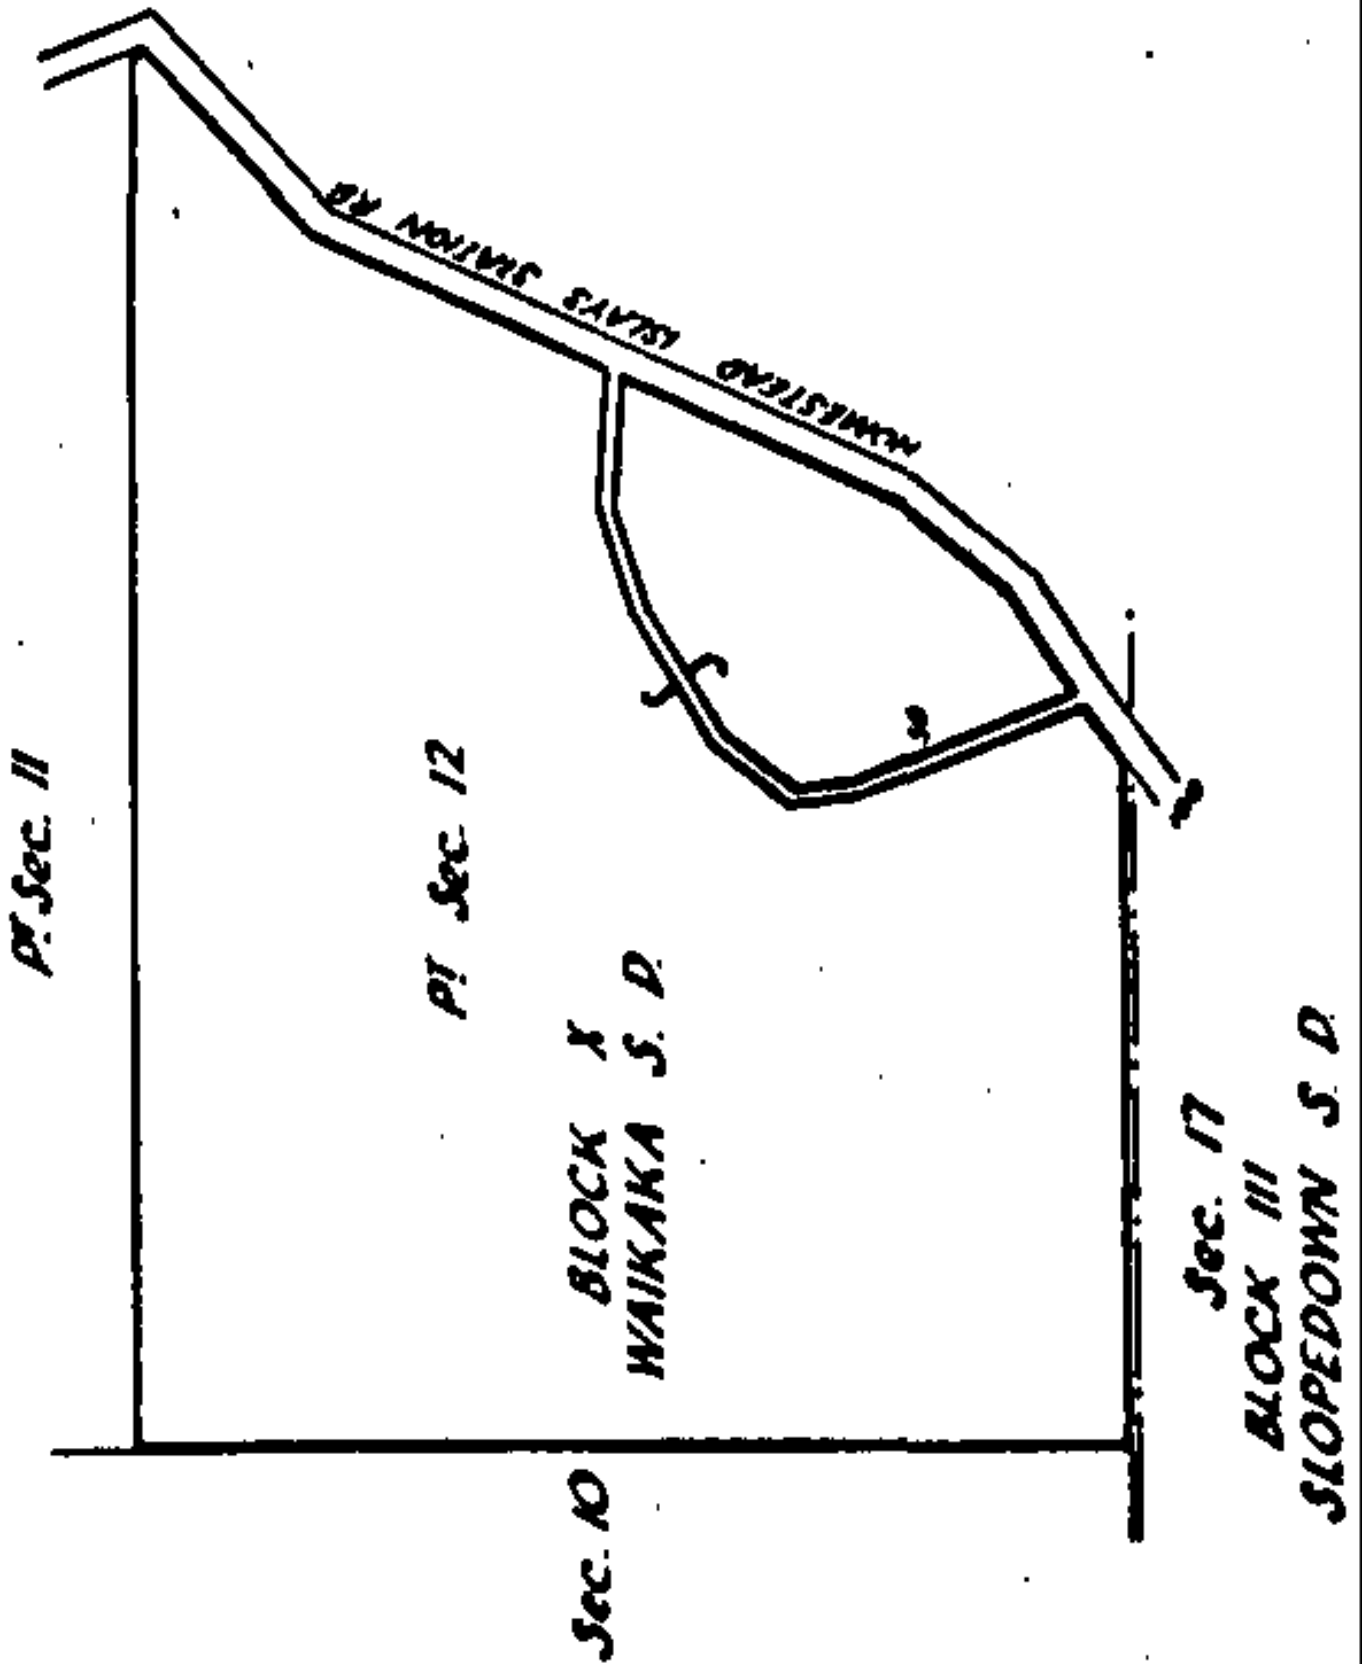 Pt Sec. 11
Pt Sec. 12
HOMESTEAD ISLAYS STATION RD
Sec. 10
BLOCK X
WAIKAKA S. D.
Sec. 17
BLOCK III
SLOPEDOWN S. D.